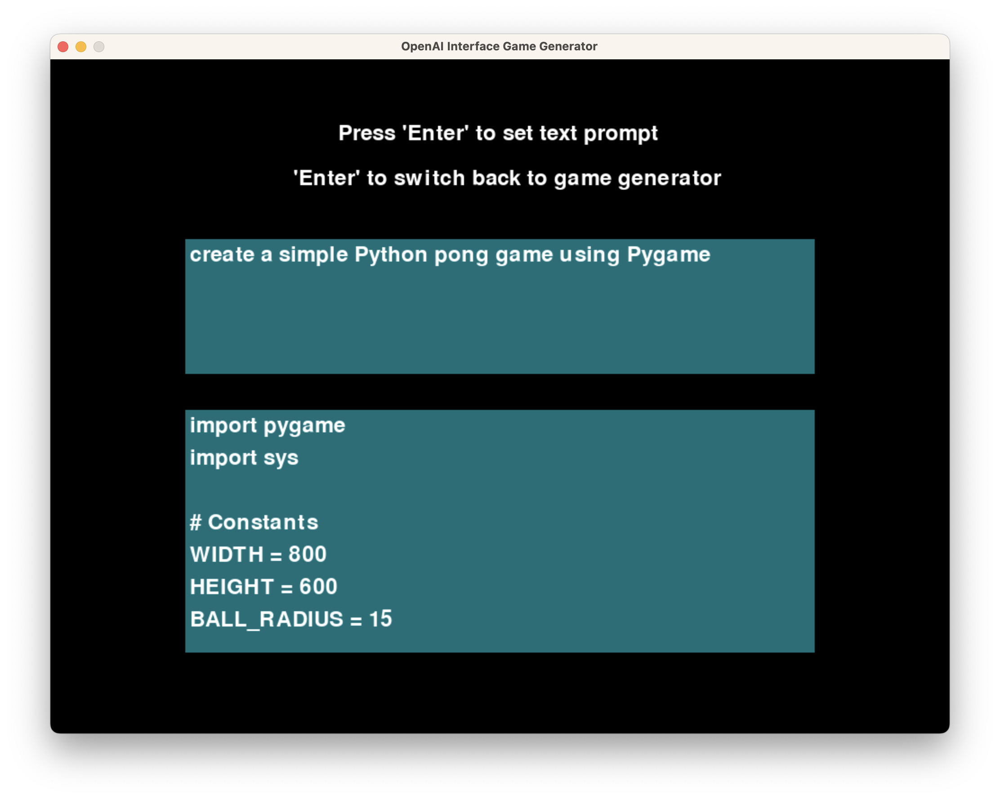 OpenAI Interface Game Generator
Press 'Enter' to set text prompt
'Enter' to switch back to game generator
create a simple Python pong game using Pygame
import pygame
import sys
# Constants
WIDTH = 800
HEIGHT = 600
BALL_RADIUS = 15